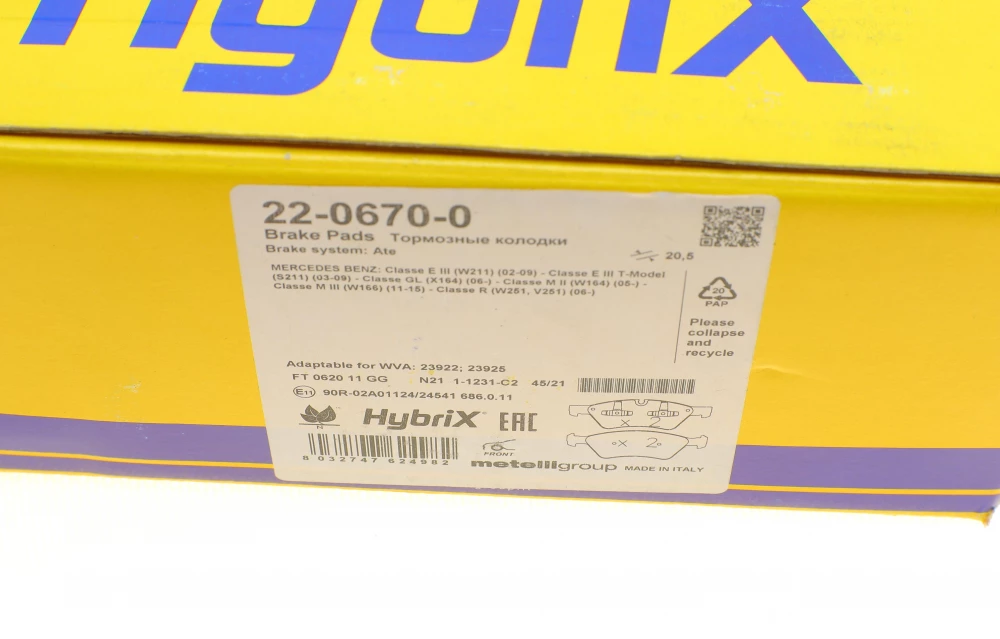 HybriX
22-0670-0
Brake Pads Тормозные колодки
Brake system: Ate
20,5
MERCEDES BENZ: Classe E III (W211) (02-09) - Classe E III T-Model
(S211) (03-09) - Classe GL (X164) (06-) - Classe M II (W164) (05-) -
Classe M III (W166) (11-15) - Classe R (W251, V251) (06-)
20
PAP
Please
collapse
and
recycle
Adaptable for WVA: 23922; 23925
FT 0620 11 GG N21 1-1231-C2 45/21
E11 90R-02A01124/24541 686.0.11
N
HybriX EAC
x 2
x 2
8 032747 624982
FRONT
metelligroup MADE IN ITALY